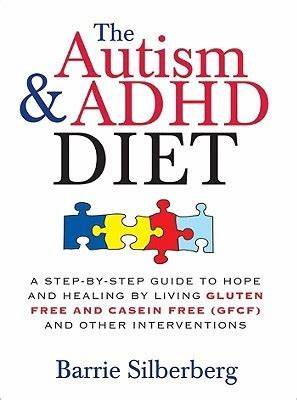 The
Autism
& ADHD
DIET
A STEP-BY-STEP GUIDE TO HOPE
AND HEALING BY LIVING GLUTEN
FREE AND CASEIN FREE (GFCF)
AND OTHER INTERVENTIONS
Barrie Silberberg